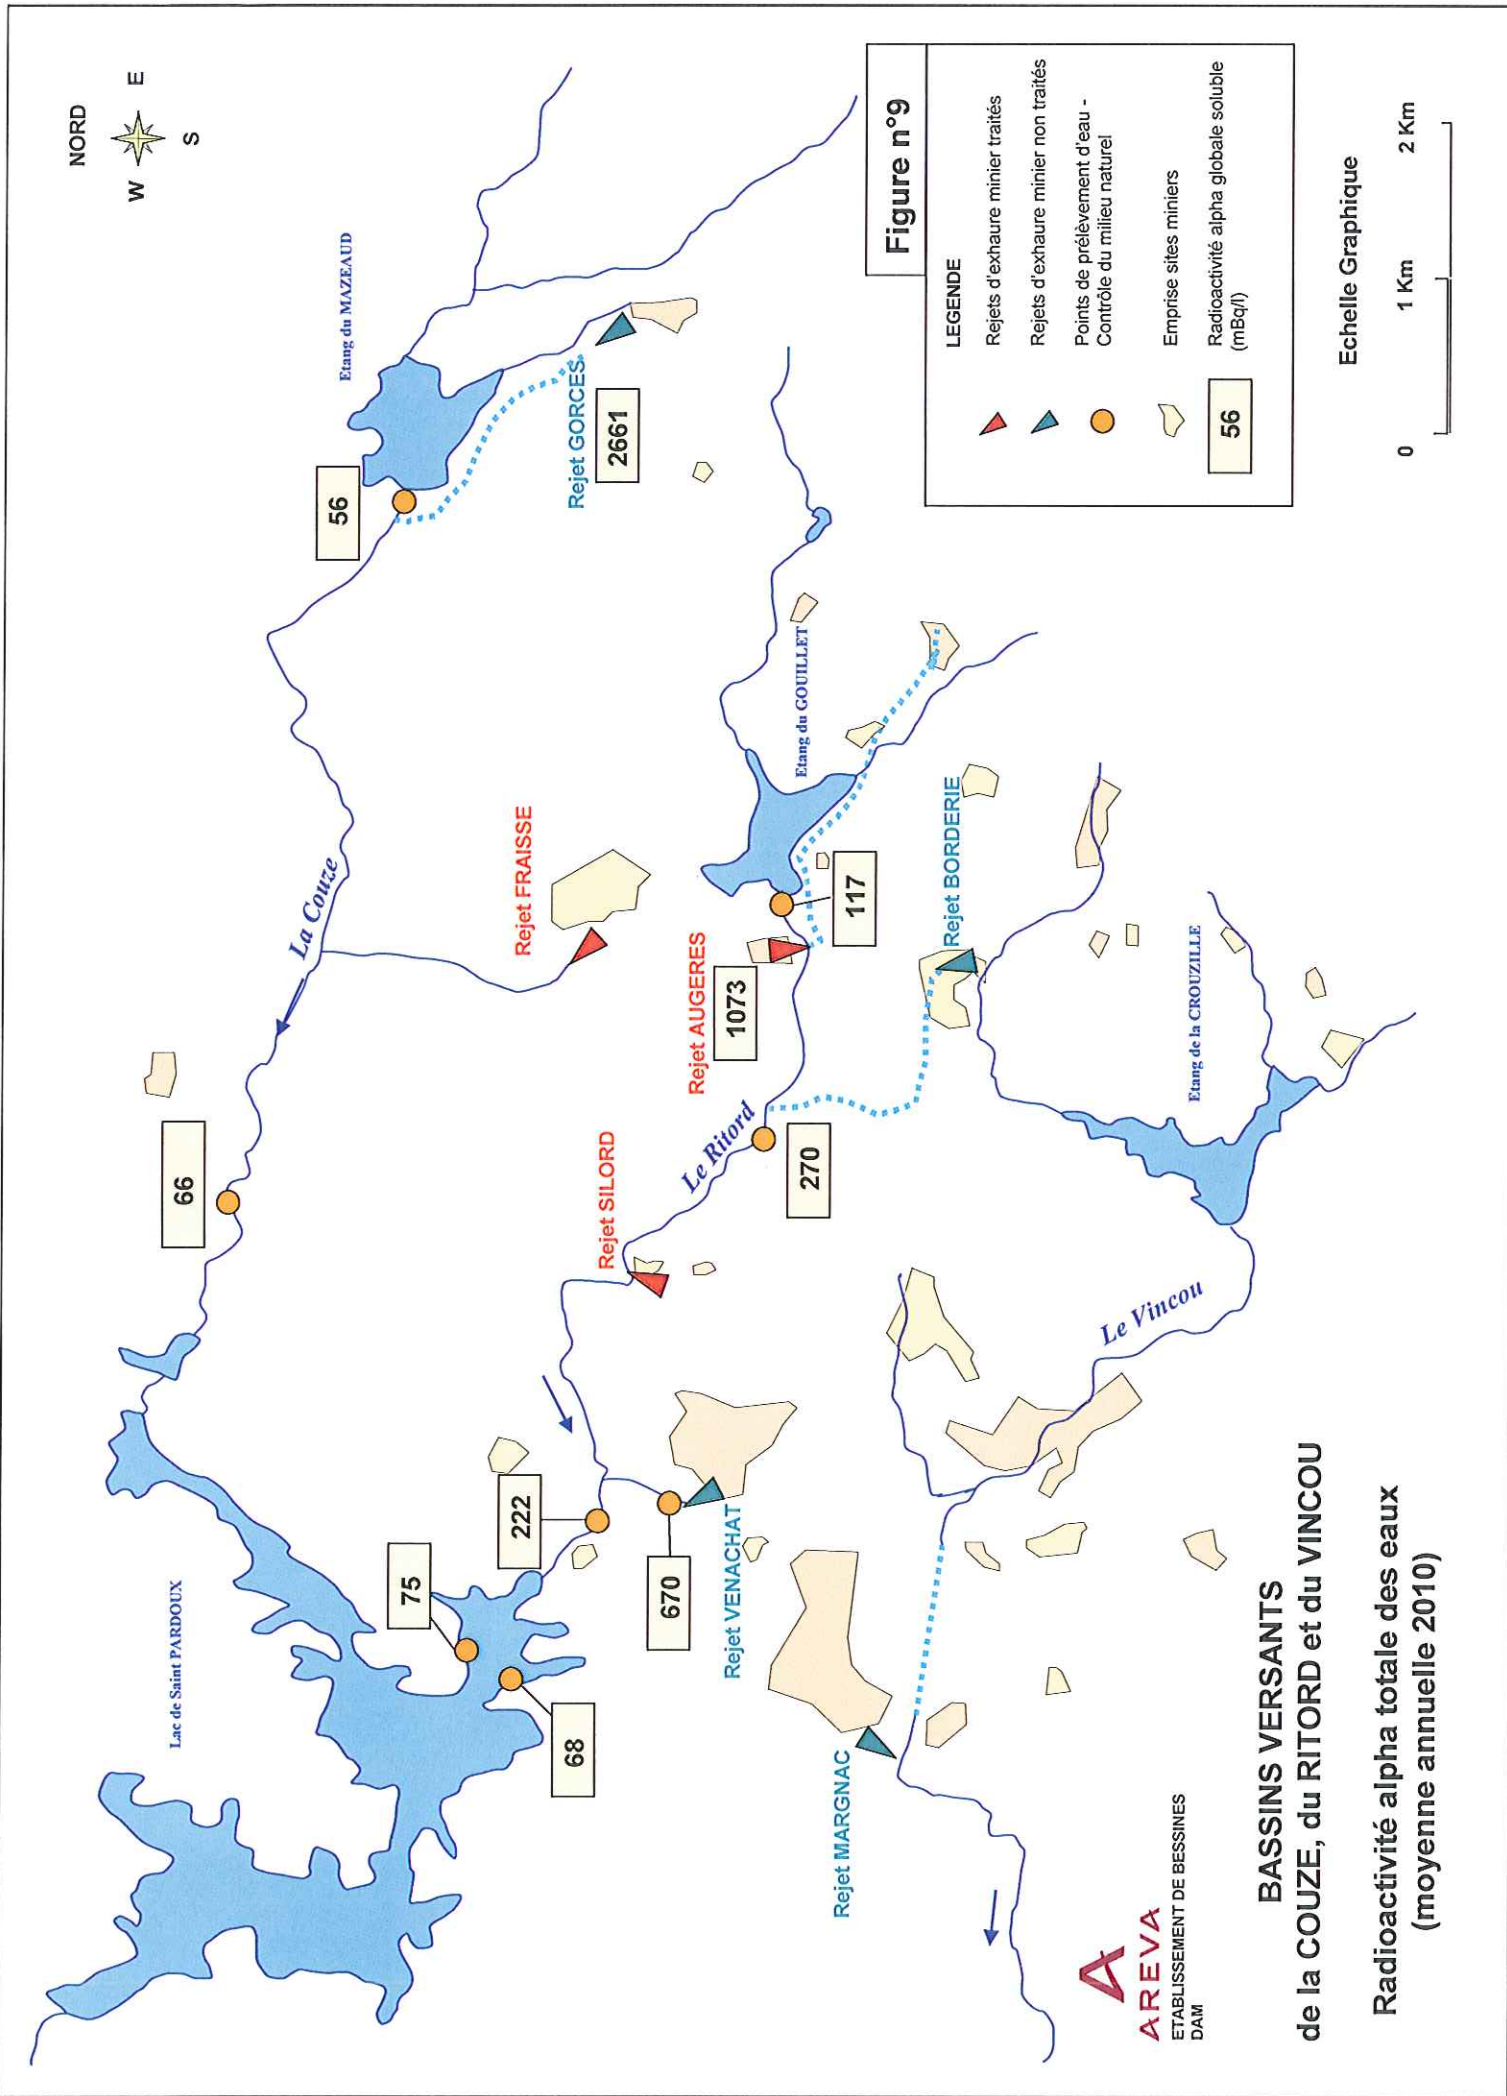 NORD
W
E
S
Etang du MAZEAUD
56
Rejet GORCES
2661
La Couze
66
Rejet FRAISSE
Etang du GOUILLET
117
Rejet AUGERES
1073
Rejet BORDERIE
Le Ritord
270
Rejet SILORD
Etang de la CROUZILLE
Le Vincou
Lac de Saint PARDOUX
75
222
68
670
Rejet VENACHAT
Rejet MARGNAC
Figure n°9
LEGENDE
Rejets d'exhaure minier traités
Rejets d'exhaure minier non traités
Points de prélèvement d'eau -
Contrôle du milieu naturel
Emprise sites miniers
56
Radioactivité alpha globale soluble
(mBq/l)
Echelle Graphique
0
1 Km
2 Km
AREVA
ETABLISSEMENT DE BESSINES
DAM
BASSINS VERSANTS
de la COUZE, du RITORD et du VINCOU
Radioactivité alpha totale des eaux
(moyenne annuelle 2010)